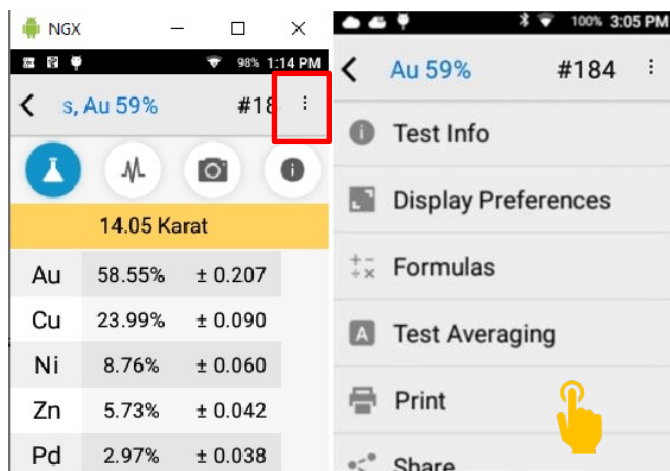 NGX
98% 1:14 PM
s, Au 59% #18
14.05 Karat
Au 58.55% ± 0.207
Cu 23.99% ± 0.090
Ni 8.76% ± 0.060
Zn 5.73% ± 0.042
Pd 2.97% ± 0.038
100% 3:05 PM
Au 59% #184
Test Info
Display Preferences
Formulas
A Test Averaging
Print
Share